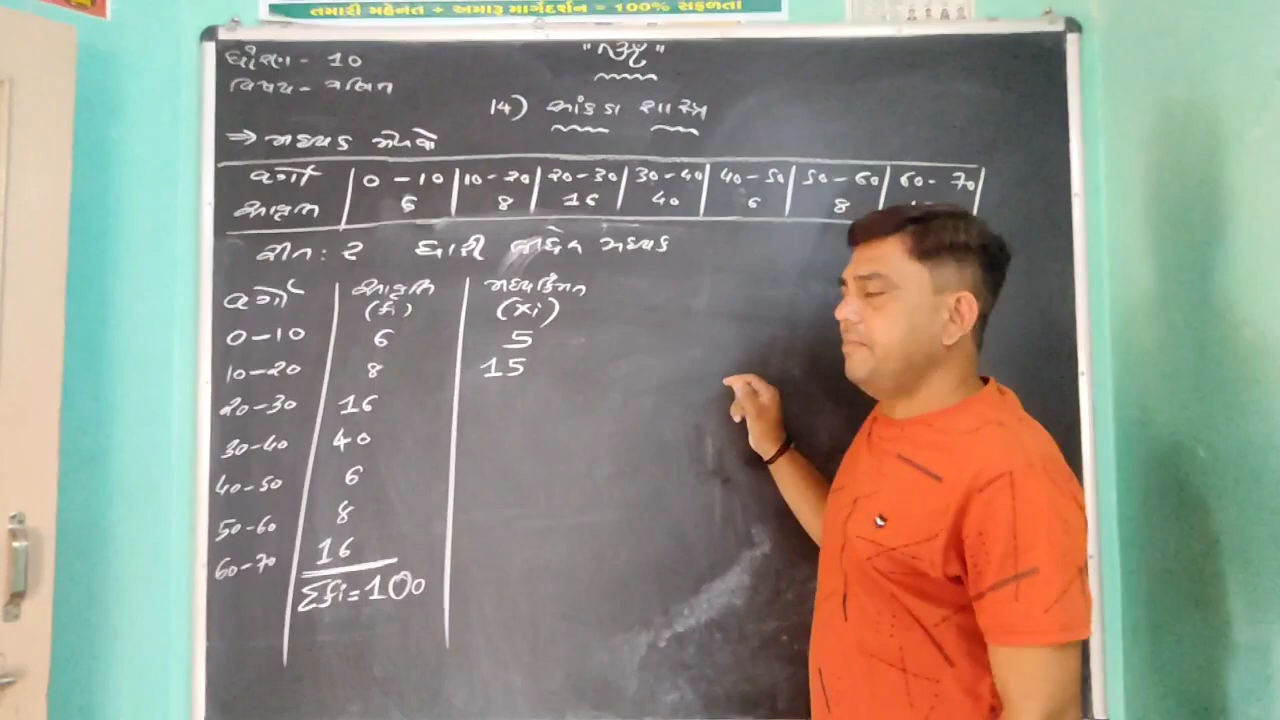 તમારી મહેનત + અમારૂ માર્ગદર્શન = 100% સફળતા
ધોરણ - 10
વિષય - ગણિત
14) આંકડા શાસ્ત્ર
⇒ મધ્યક મેળવો
વર્ગો 0 - 10 10 - 20 20 - 30 30 - 40 40 - 50 50 - 60 60 - 70
આવૃત્તિ 6 8 16 40 6 8
રીત : 2 ધારી લીધેલ મધ્યક
વર્ગો આવૃત્તિ (fi) મધ્યકિંમત (xi)
0 - 10 6 5
10 - 20 8 15
20 - 30 16
30 - 40 40
40 - 50 6
50 - 60 8
60 - 70 16
Σfi = 100